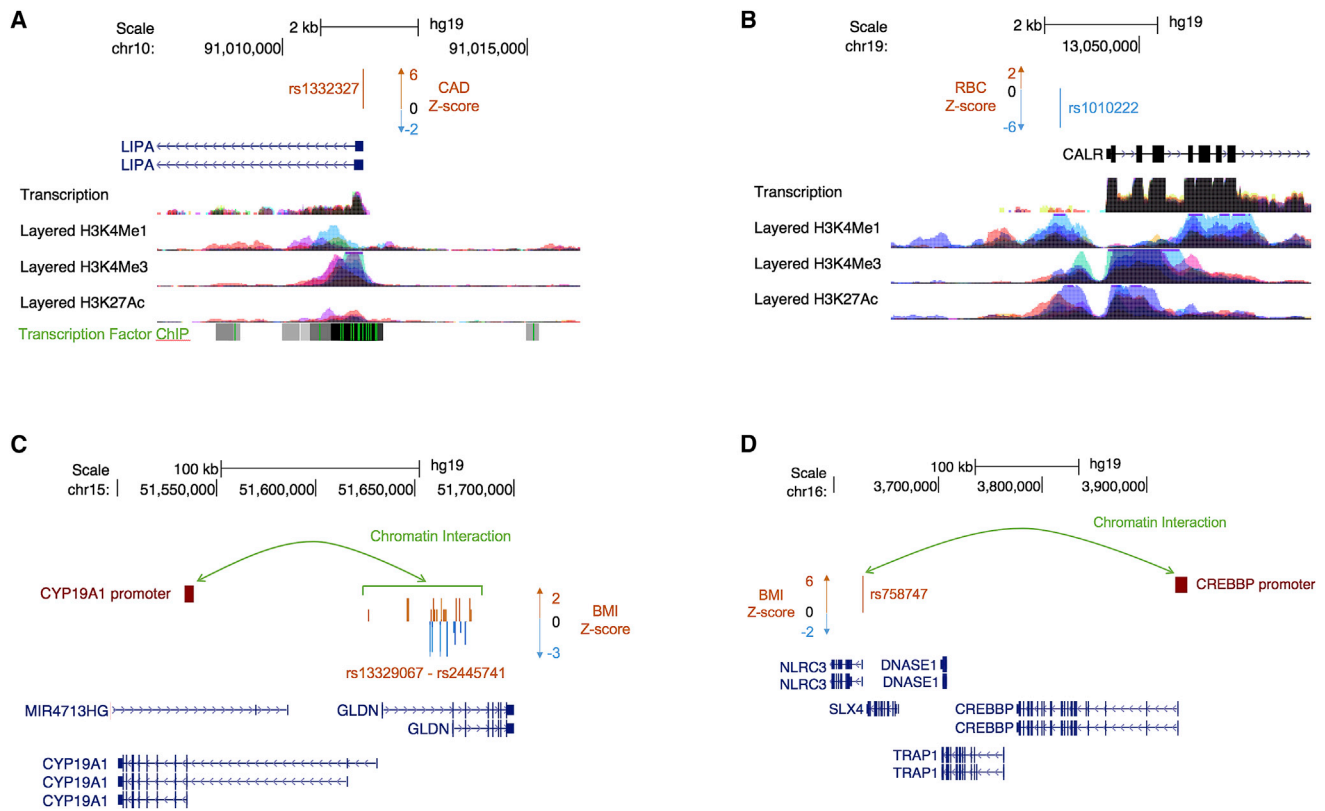 A
Scale
2 kb
hg19
chr10:
91,010,000
91,015,000
rs1332327
6
0
-2
CAD
Z-score
LIPA
LIPA
Transcription
Layered H3K4Me1
Layered H3K4Me3
Layered H3K27Ac
Transcription Factor ChIP
B
Scale
2 kb
hg19
chr19:
13,050,000
RBC
Z-score
2
0
-6
rs1010222
CALR
Transcription
Layered H3K4Me1
Layered H3K4Me3
Layered H3K27Ac
C
Scale
100 kb
hg19
chr15:
51,550,000
51,600,000
51,650,000
51,700,000
Chromatin Interaction
CYP19A1 promoter
2
0
-3
BMI
Z-score
rs13329067 - rs2445741
MIR4713HG
GLDN
GLDN
CYP19A1
CYP19A1
CYP19A1
D
Scale
100 kb
hg19
chr16:
3,700,000
3,800,000
3,900,000
Chromatin Interaction
BMI
Z-score
6
0
-2
rs758747
CREBBP promoter
NLRC3
DNASE1
NLRC3
DNASE1
SLX4
CREBBP
CREBBP
TRAP1
TRAP1